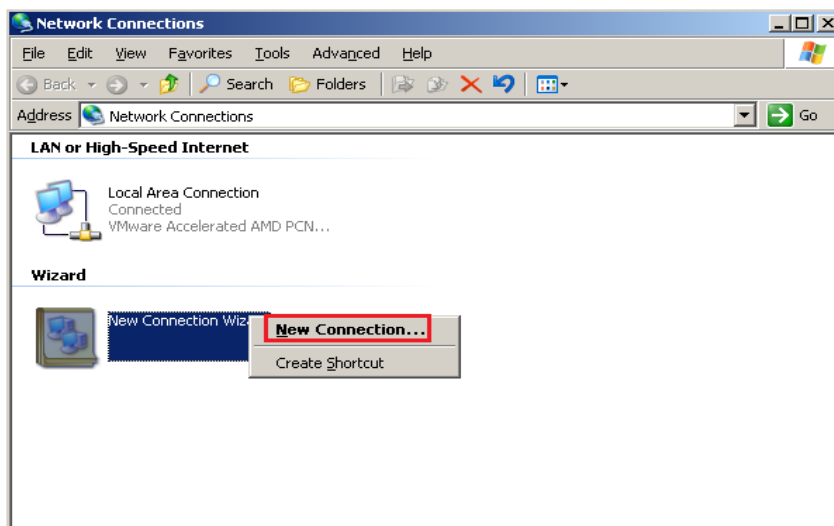 Network Connections
File Edit View Favorites Tools Advanced Help
Back Search Folders
Address Network Connections Go
LAN or High-Speed Internet
Local Area Connection
Connected
VMware Accelerated AMD PCN...
Wizard
New Connection Wiz
New Connection...
Create Shortcut